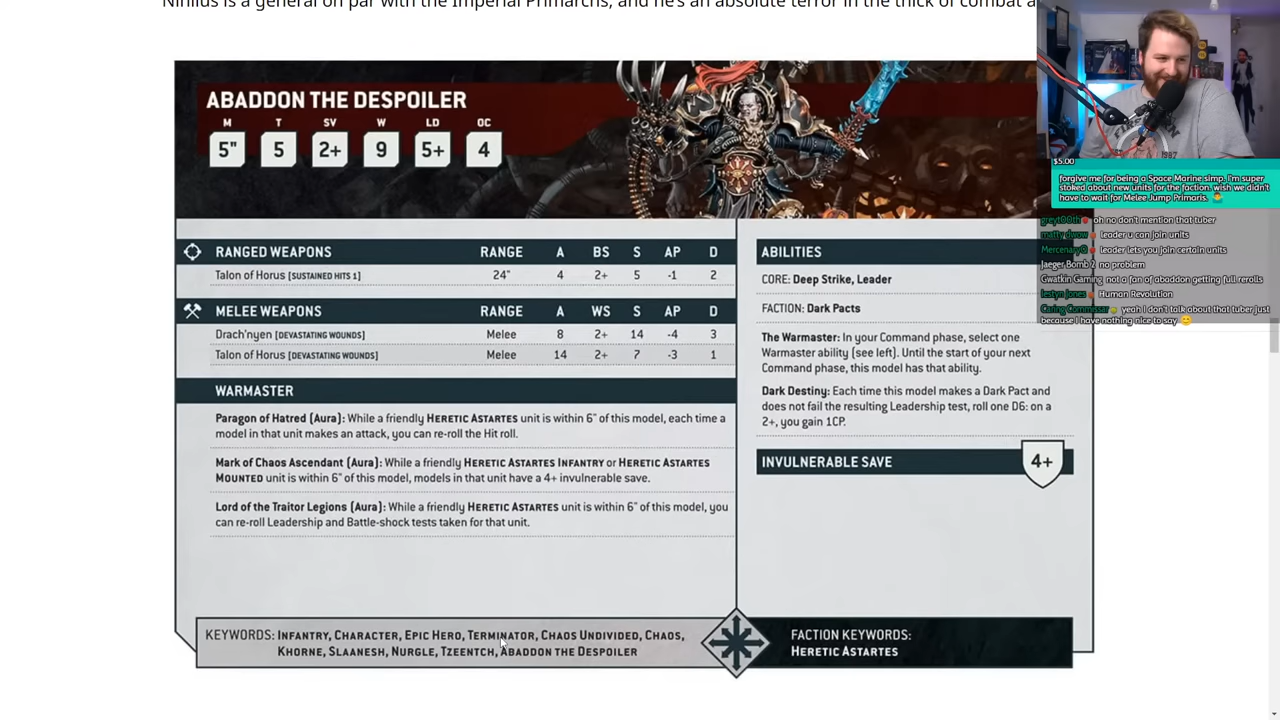 Nihilus is a general on par with the Imperial Primarchs, and he's an absolute terror in the thick of combat a
ABADDON THE DESPOILER
M T SV W LD OC
5" 5 2+ 9 5+ 4
RANGED WEAPONS RANGE A BS S AP D
Talon of Horus [SUSTAINED HITS 1] 24" 4 2+ 5 -1 2
MELEE WEAPONS RANGE A WS S AP D
Drach'nyen [DEVASTATING WOUNDS] Melee 8 2+ 14 -4 3
Talon of Horus [DEVASTATING WOUNDS] Melee 14 2+ 7 -3 1
WARMASTER
Paragon of Hatred (Aura): While a friendly HERETIC ASTARTES unit is within 6" of this model, each time a
model in that unit makes an attack, you can re-roll the Hit roll.
Mark of Chaos Ascendant (Aura): While a friendly HERETIC ASTARTES INFANTRY or HERETIC ASTARTES
MOUNTED unit is within 6" of this model, models in that unit have a 4+ invulnerable save.
Lord of the Traitor Legions (Aura): While a friendly HERETIC ASTARTES unit is within 6" of this model, you
can re-roll Leadership and Battle-shock tests taken for that unit.
ABILITIES
CORE: Deep Strike, Leader
FACTION: Dark Pacts
The Warmaster: In your Command phase, select one
Warmaster ability (see left). Until the start of your next
Command phase, this model has that ability.
Dark Destiny: Each time this model makes a Dark Pact and
does not fail the resulting Leadership test, roll one D6: on a
2+, you gain 1CP.
INVULNERABLE SAVE 4+
KEYWORDS: INFANTRY, CHARACTER, EPIC HERO, TERMINATOR, CHAOS UNDIVIDED, CHAOS,
KHORNE, SLAANESH, NURGLE, TZEENTCH, ABADDON THE DESPOILER
FACTION KEYWORDS:
HERETIC ASTARTES
$5.00
forgive me for being a Space Marine simp. I'm super
stoked about new units for the faction. wish we didn't
have to wait for Melee Jump Primaris.
oh no don't mention that tuber
leader u can join units
leader lets you join certain units
Jaeger Bomb 2 no problem
Gwatkin Gaming not a fan of abaddon getting full rerolls
Iestyn Jones Human Revolution
yeah I don't talk about that tuber just
because I have nothing nice to say
1987